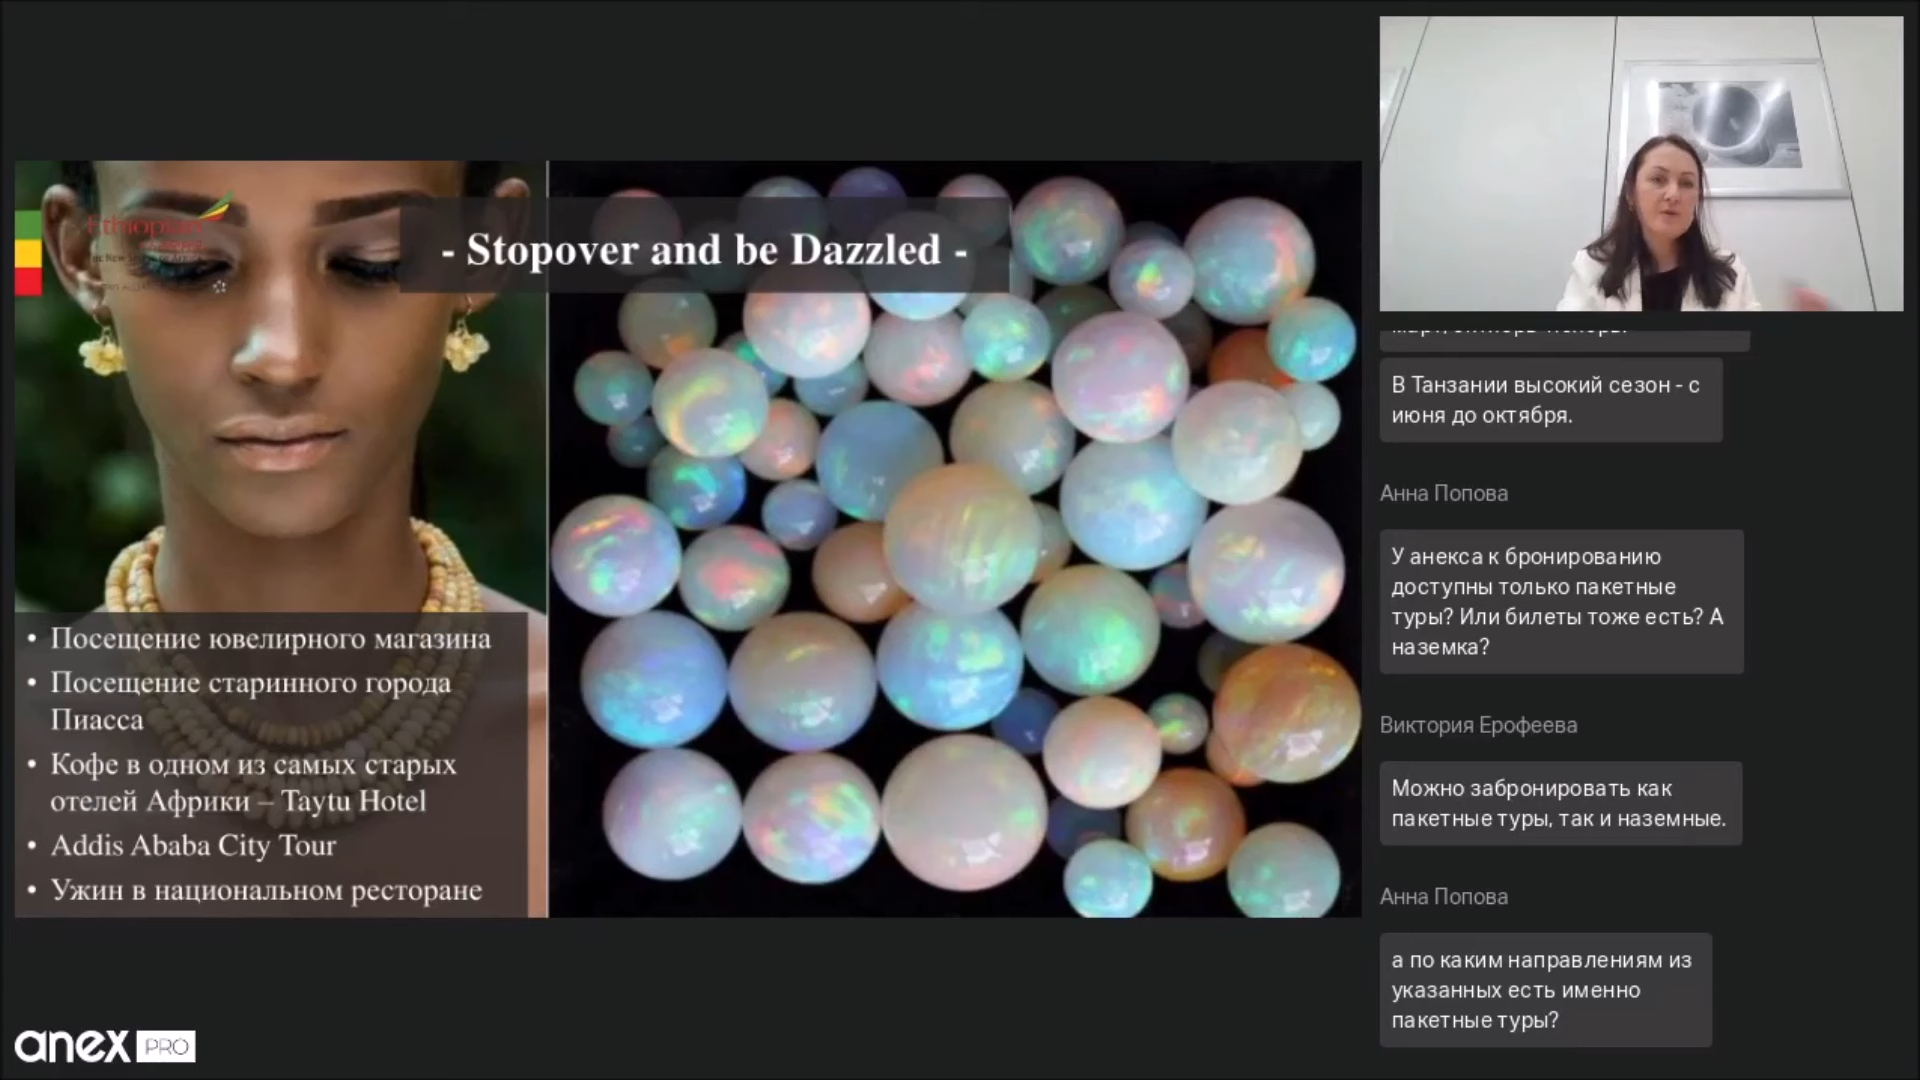 Ethiopian
- Stopover and be Dazzled -
• Посещение ювелирного магазина
• Посещение старинного города
Пиасса
• Кофе в одном из самых старых
отелей Африки – Taytu Hotel
• Addis Ababa City Tour
• Ужин в национальном ресторане
anex PRO
В Танзании высокий сезон - с
июня до октября.
Анна Попова
У анекса к бронированию
доступны только пакетные
туры? Или билеты тоже есть? А
наземка?
Виктория Ерофеева
Можно забронировать как
пакетные туры, так и наземные.
Анна Попова
а по каким направлениям из
указанных есть именно
пакетные туры?